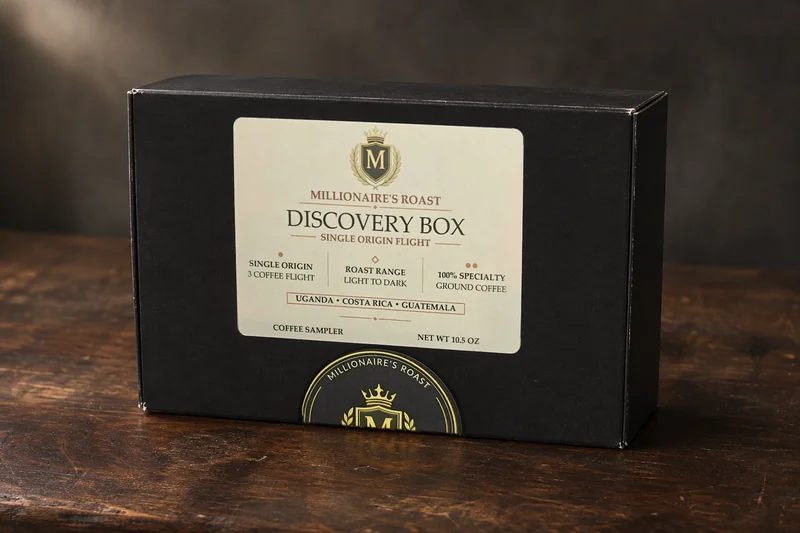 M
MILLIONAIRE'S ROAST
DISCOVERY BOX
SINGLE ORIGIN FLIGHT
SINGLE ORIGIN
3 COFFEE FLIGHT
ROAST RANGE
LIGHT TO DARK
100% SPECIALTY
GROUND COFFEE
UGANDA • COSTA RICA • GUATEMALA
COFFEE SAMPLER
NET WT 10.5 OZ
MILLIONAIRE'S ROAST
M